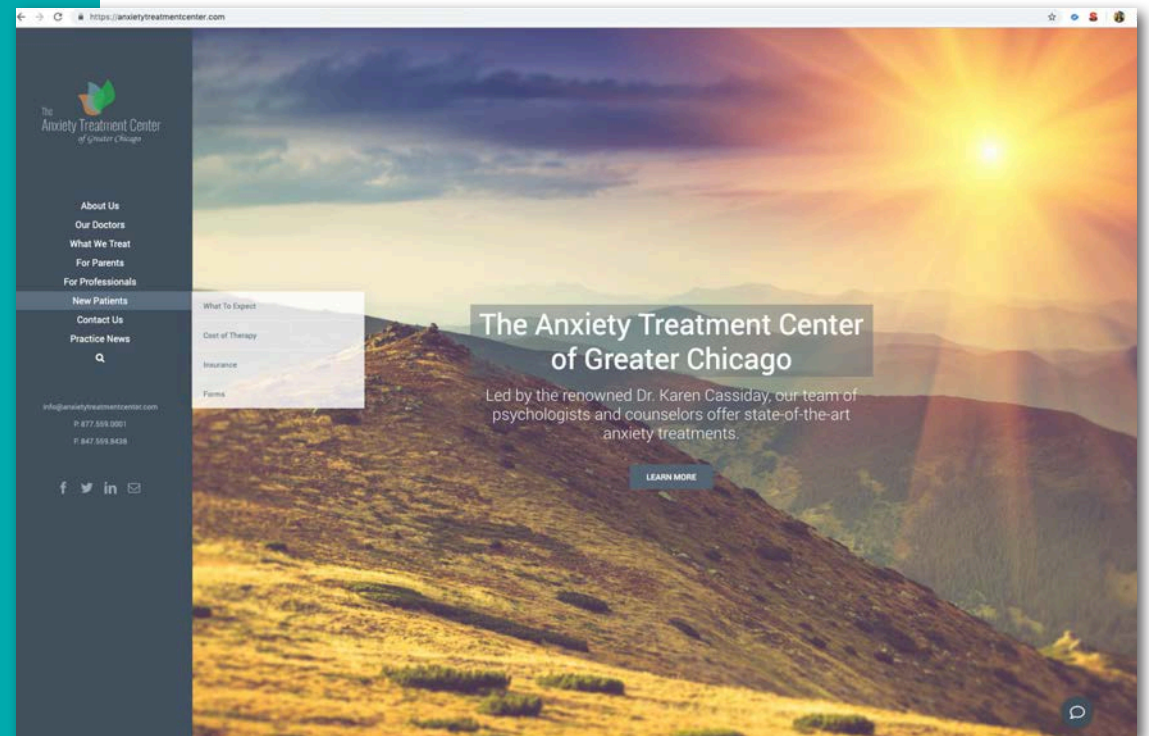 https://anxietytreatmentcenter.com
The
Anxiety Treatment Center
of Greater Chicago
About Us
Our Doctors
What We Treat
For Parents
For Professionals
New Patients
Contact Us
Practice News
info@anxietytreatmentcenter.com
P: 877.559.0001
F: 847.559.9438
What To Expect
Cost of Therapy
Insurance
Forms
The Anxiety Treatment Center
of Greater Chicago
Led by the renowned Dr. Karen Cassiday, our team of
psychologists and counselors offer state-of-the-art
anxiety treatments.
LEARN MORE